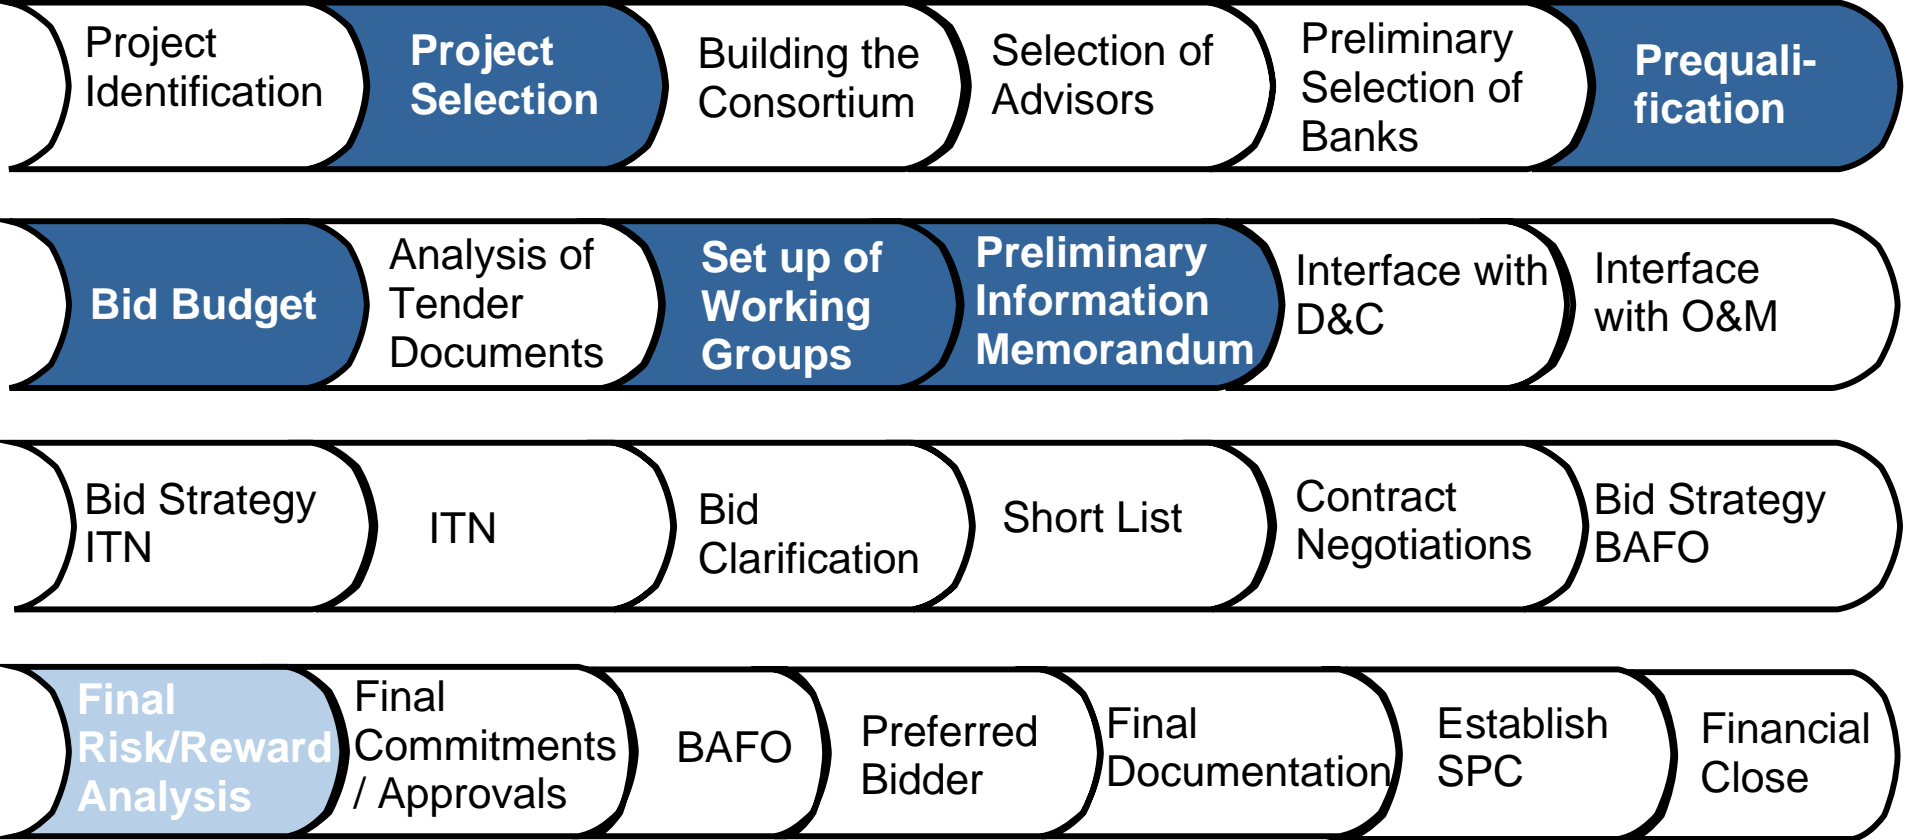 Project
Identification
Project
Selection
Building the
Consortium
Selection of
Advisors
Preliminary
Selection of
Banks
Prequali-
fication
Bid Budget
Analysis of
Tender
Documents
Set up of
Working
Groups
Preliminary
Information
Memorandum
Interface with
D&C
Interface
with O&M
Bid Strategy
ITN
ITN
Bid
Clarification
Short List
Contract
Negotiations
Bid Strategy
BAFO
Final
Risk/Reward
Analysis
Final
Commitments
/ Approvals
BAFO
Preferred
Bidder
Final
Documentation
Establish
SPC
Financial
Close